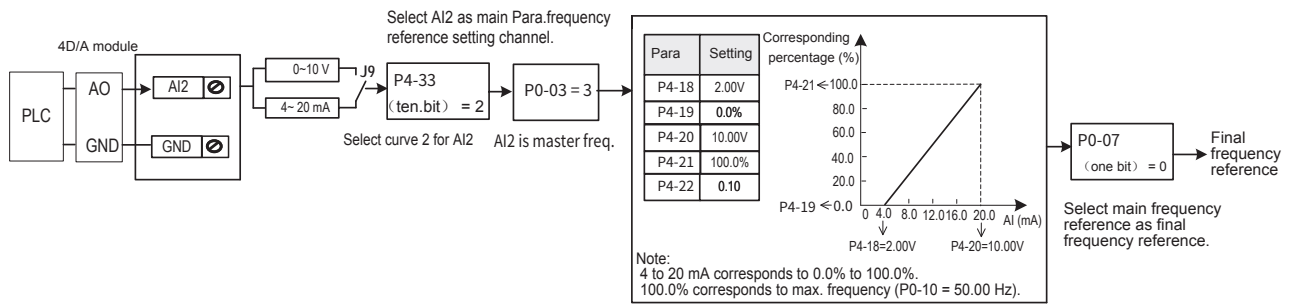 4D/A module
PLC
AO
GND
AI2
GND
0~10 V
4~ 20 mA
J9
Select AI2 as main Para.frequency
reference setting channel.
P4-33
(ten.bit) = 2
Select curve 2 for AI2
P0-03 = 3
AI2 is master freq.
Para Setting
P4-18 2.00V
P4-19 0.0%
P4-20 10.00V
P4-21 100.0%
P4-22 0.10
Corresponding
percentage (%)
P4-21 100.0
80.0
60.0
40.0
20.0
P4-19 0.0
0 4.0 8.0 12.0 16.0 20.0 AI (mA)
P4-18=2.00V P4-20=10.00V
Note:
4 to 20 mA corresponds to 0.0% to 100.0%.
100.0% corresponds to max. frequency (P0-10 = 50.00 Hz).
P0-07
(one bit) = 0
Select main frequency
reference as final
frequency reference.
Final
frequency
reference